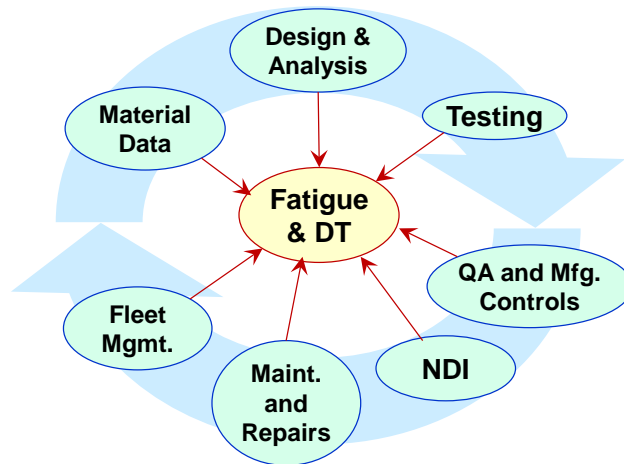 Design &
Analysis
Material
Data
Testing
Fatigue
& DT
QA and Mfg.
Controls
Fleet
Mgmt.
NDI
Maint.
and
Repairs